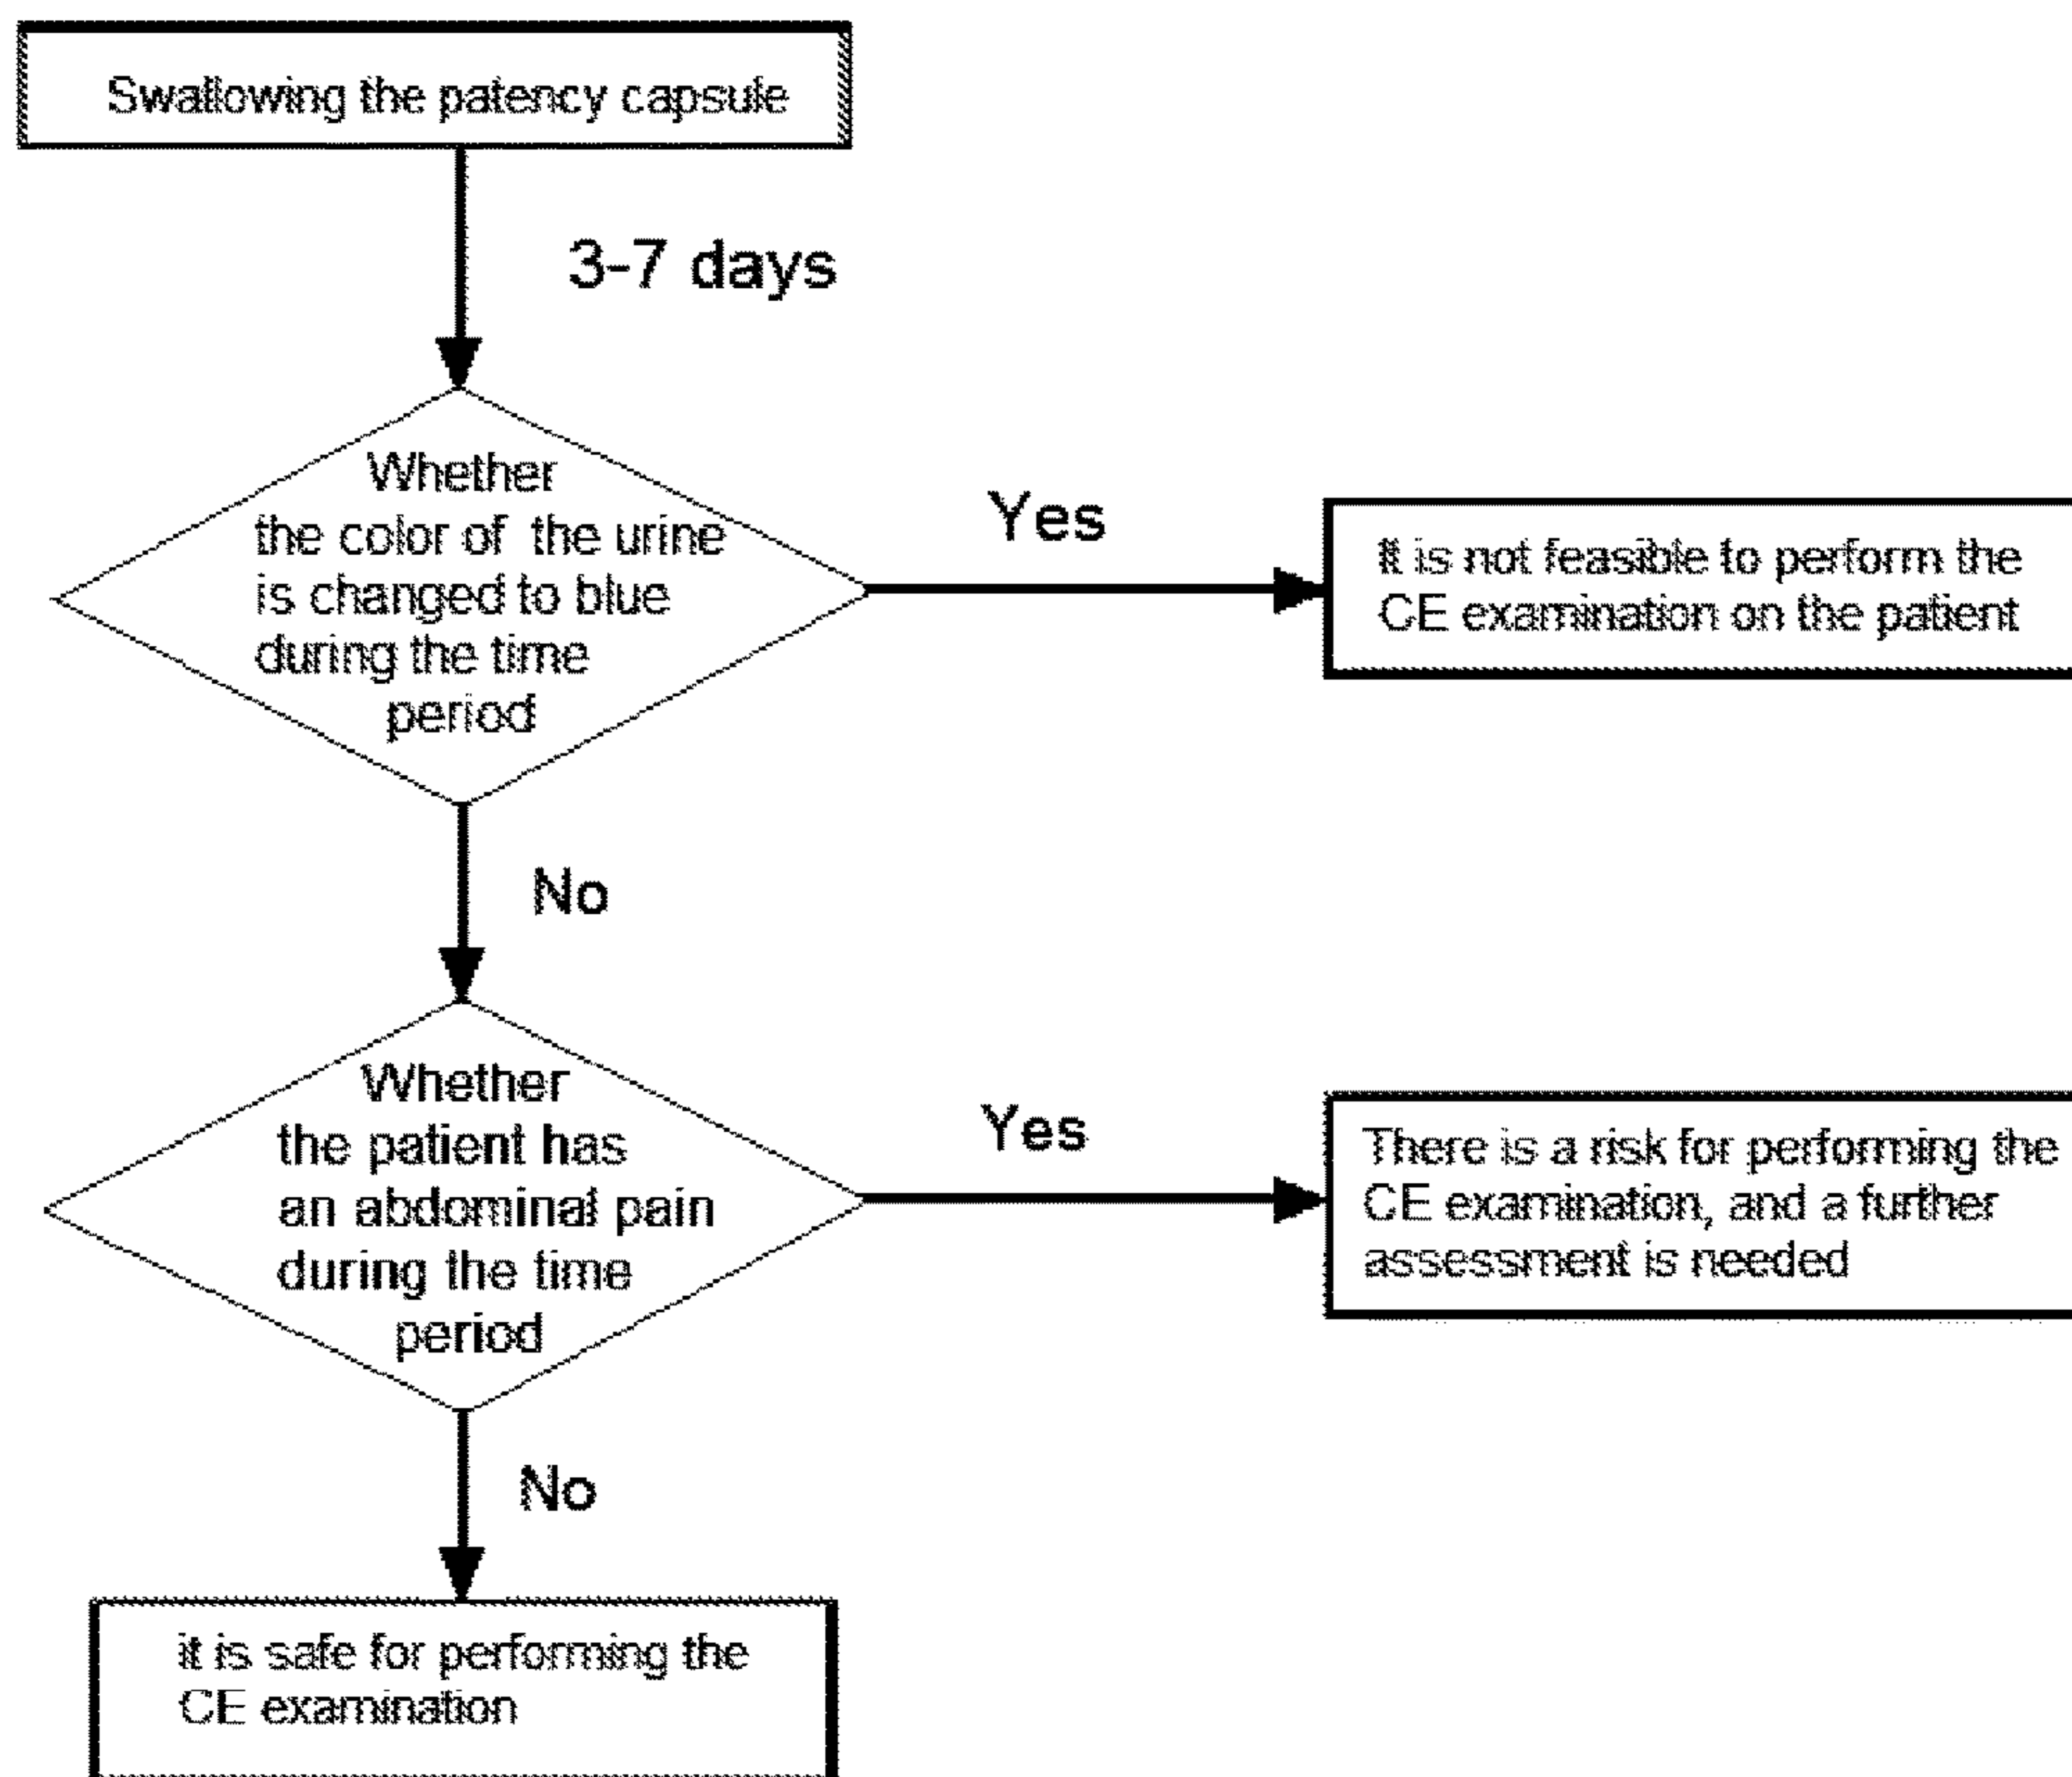 Swallowing the patency capsule
3-7 days
Whether
the color of the urine
is changed to blue
during the time
period
Yes
It is not feasible to perform the
CE examination on the patient
No
Whether
the patient has
an abdominal pain
during the time
period
Yes
There is a risk for performing the
CE examination, and a further
assessment is needed
No
it is safe for performing the
CE examination